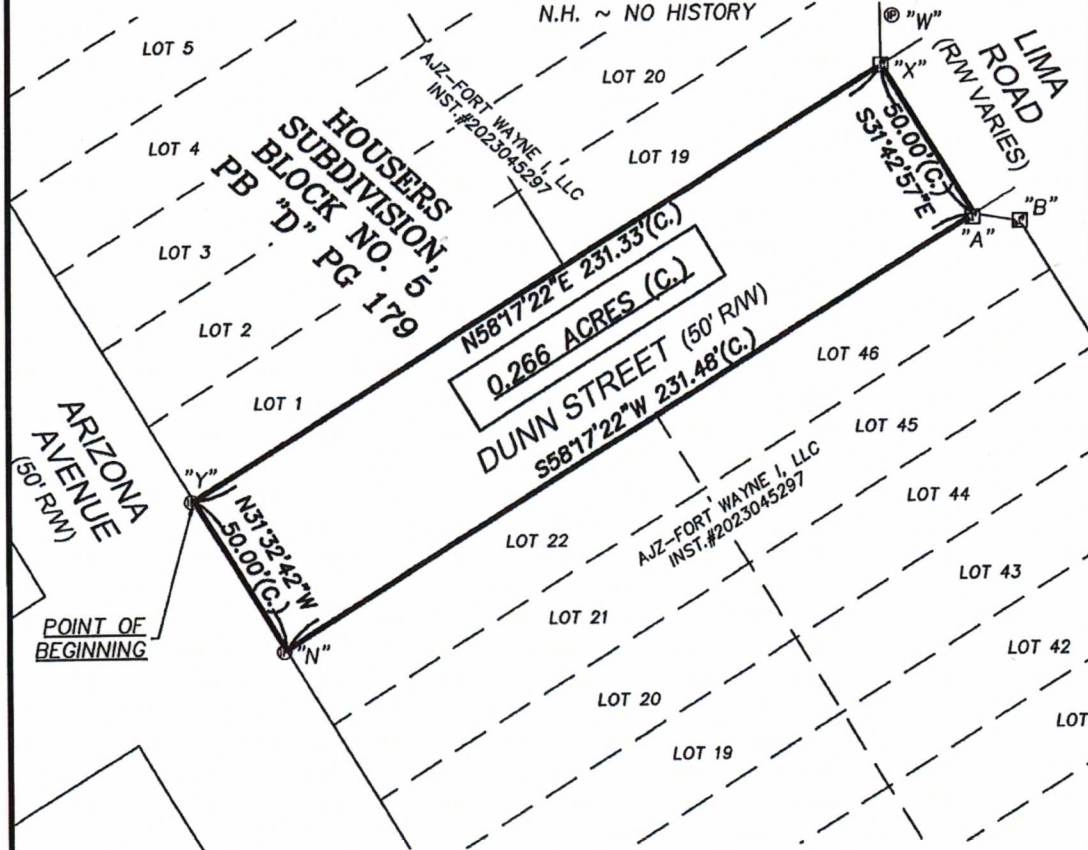 N.H. ~ NO HISTORY
"W"
LIMA
ROAD
(R/W VARIES)
LOT 5
LOT 20
"X"
AJZ-FORT WAYNE I, LLC
INST.#2023045297
50.00'(C.)
S31°42'57"E
HOUSERS
SUBDIVISION,
BLOCK NO. 5
PB "D" PG 179
LOT 4
LOT 19
"B"
"A"
LOT 3
N58°17'22"E 231.33'(C.)
0.266 ACRES (C.)
DUNN STREET (50' R/W)
S58°17'22"W 231.48'(C.)
LOT 2
LOT 46
LOT 1
LOT 45
ARIZONA
AVENUE
(50' R/W)
"Y"
N31°32'42"W
50.00'(C.)
AJZ-FORT WAYNE I, LLC
INST.#2023045297
LOT 44
LOT 22
LOT 43
LOT 21
POINT OF
BEGINNING
"N"
LOT 42
LOT 20
LOT
LOT 19